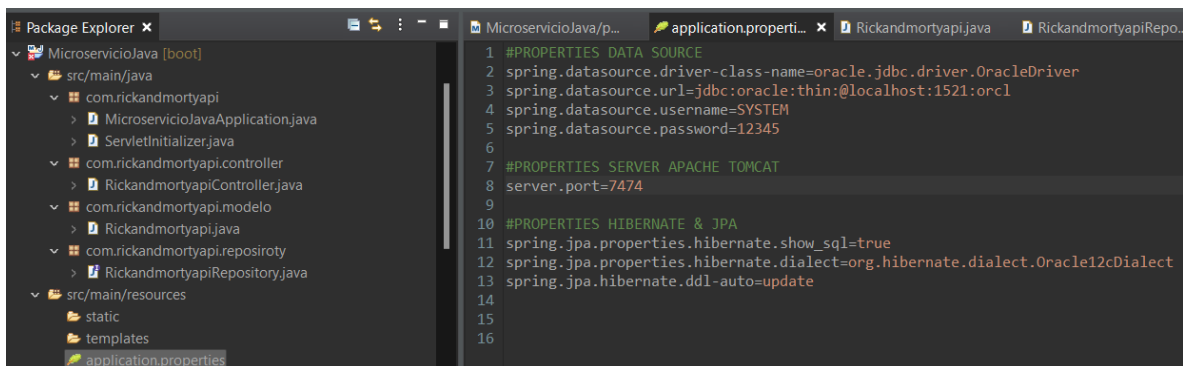 Package Explorer
MicroservicioJava [boot]
src/main/java
com.rickandmortyapi
MicroservicioJavaApplication.java
ServletInitializer.java
com.rickandmortyapi.controller
RickandmortyapiController.java
com.rickandmortyapi.modelo
Rickandmortyapi.java
com.rickandmortyapi.reposiroty
RickandmortyapiRepository.java
src/main/resources
static
templates
application.properties
MicroservicioJava/p... application.properti... Rickandmortyapi.java RickandmortyapiRepo..
1 #PROPERTIES DATA SOURCE
2 spring.datasource.driver-class-name=oracle.jdbc.driver.OracleDriver
3 spring.datasource.url=jdbc:oracle:thin:@localhost:1521:orcl
4 spring.datasource.username=SYSTEM
5 spring.datasource.password=12345
6
7 #PROPERTIES SERVER APACHE TOMCAT
8 server.port=7474
9
10 #PROPERTIES HIBERNATE & JPA
11 spring.jpa.properties.hibernate.show_sql=true
12 spring.jpa.properties.hibernate.dialect=org.hibernate.dialect.Oracle12cDialect
13 spring.jpa.hibernate.ddl-auto=update
14
15
16